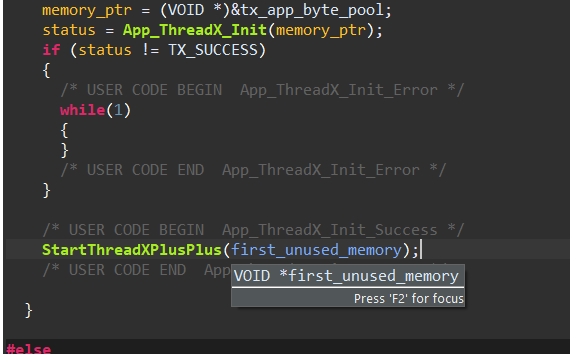 memory_ptr = (VOID *)&tx_app_byte_pool;
status = App_ThreadX_Init(memory_ptr);
if (status != TX_SUCCESS)
{
/* USER CODE BEGIN  App_ThreadX_Init_Error */
while(1)
{
}
/* USER CODE END  App_ThreadX_Init_Error */
}
/* USER CODE BEGIN  App_ThreadX_Init_Success */
StartThreadXPlusPlus(first_unused_memory);
/* USER CODE END  App
VOID *first_unused_memory
Press 'F2' for focus
}
#else